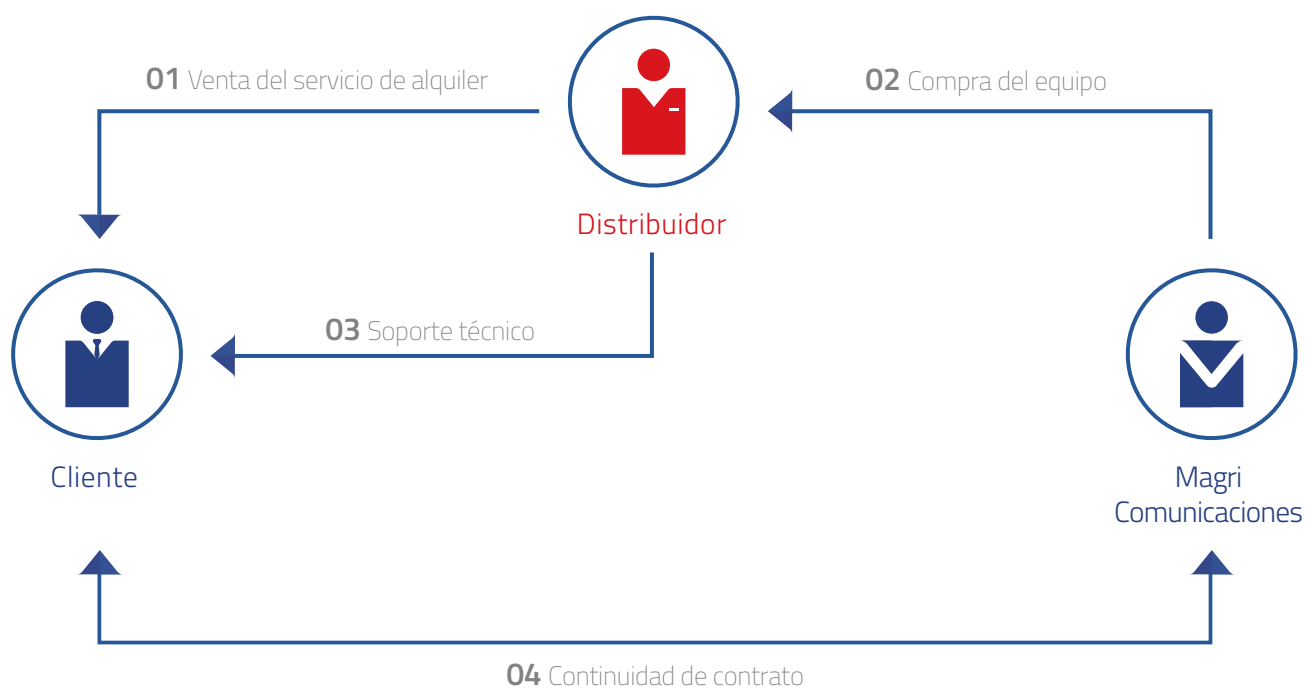 01 Venta del servicio de alquiler
02 Compra del equipo
Distribuidor
03 Soporte técnico
Cliente
Magri
Comunicaciones
04 Continuidad de contrato